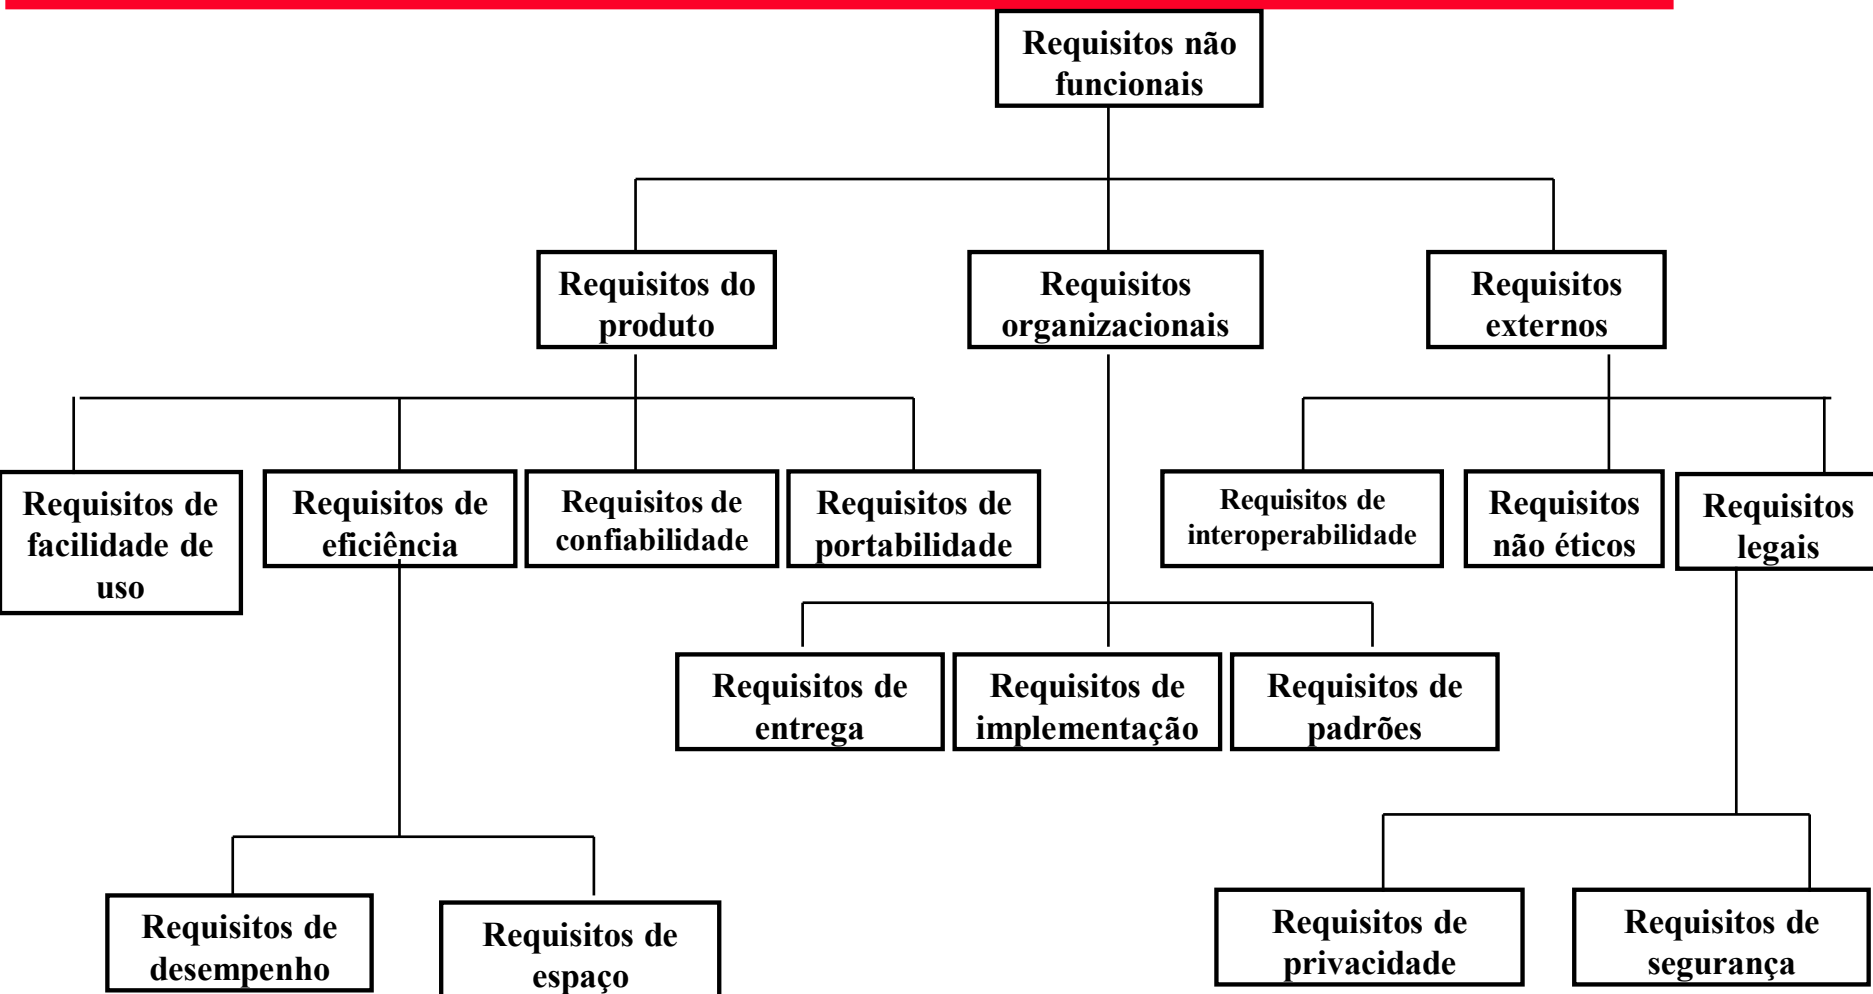 Requisitos não
funcionais
Requisitos do
produto
Requisitos
organizacionais
Requisitos
externos
Requisitos de
facilidade de
uso
Requisitos de
eficiência
Requisitos de
confiabilidade
Requisitos de
portabilidade
Requisitos de
interoperabilidade
Requisitos
não éticos
Requisitos
legais
Requisitos de
entrega
Requisitos de
implementação
Requisitos de
padrões
Requisitos de
desempenho
Requisitos de
espaço
Requisitos de
privacidade
Requisitos de
segurança